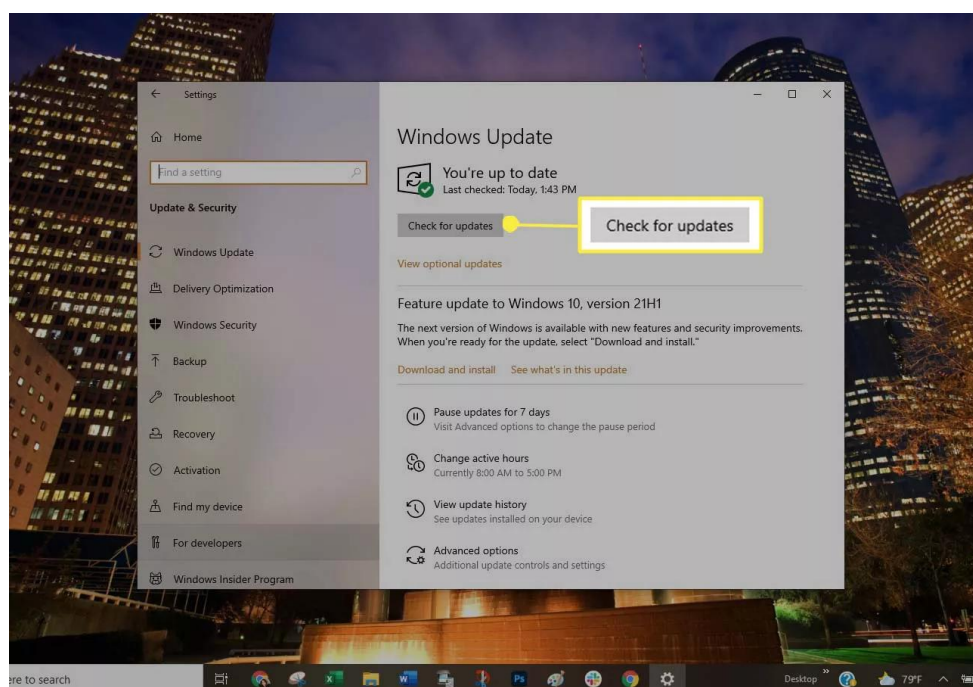 Settings
Home
Find a setting
Update & Security
Windows Update
Delivery Optimization
Windows Security
Backup
Troubleshoot
Recovery
Activation
Find my device
For developers
Windows Insider Program
Windows Update
You're up to date
Last checked: Today, 1:43 PM
Check for updates
Check for updates
View optional updates
Feature update to Windows 10, version 21H1
The next version of Windows is available with new features and security improvements.
When you're ready for the update, select "Download and install."
Download and install See what's in this update
Pause updates for 7 days
Visit Advanced options to change the pause period
Change active hours
Currently 8:00 AM to 5:00 PM
View update history
See updates installed on your device
Advanced options
Additional update controls and settings
ere to search
Ps
Desktop
79°F